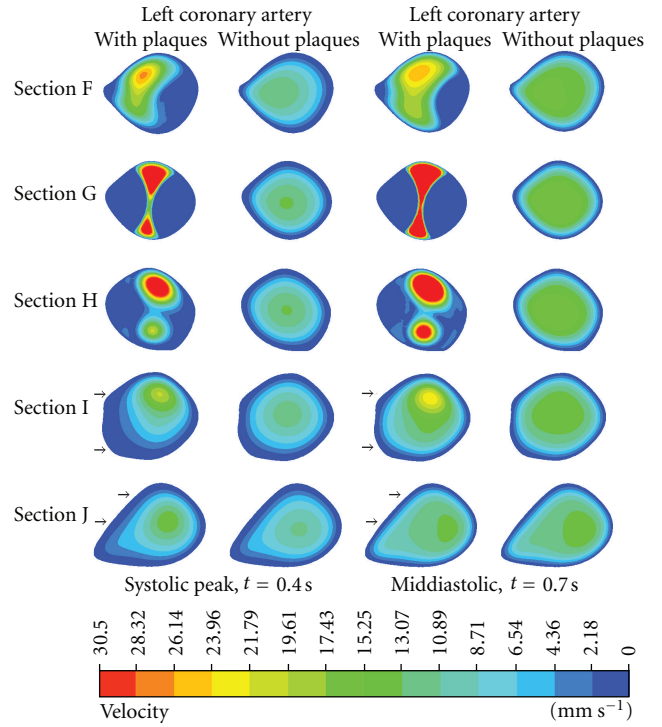 Left coronary artery Left coronary artery
With plaques Without plaques With plaques Without plaques
Section F
Section G
Section H
Section I
→
→
Section J
→
→
→
→
→
→
Systolic peak, t = 0.4 s Middiastolic, t = 0.7 s
30.5 28.32 26.14 23.96 21.79 19.61 17.43 15.25 13.07 10.89 8.71 6.54 4.36 2.18 0
Velocity (mm s⁻¹)